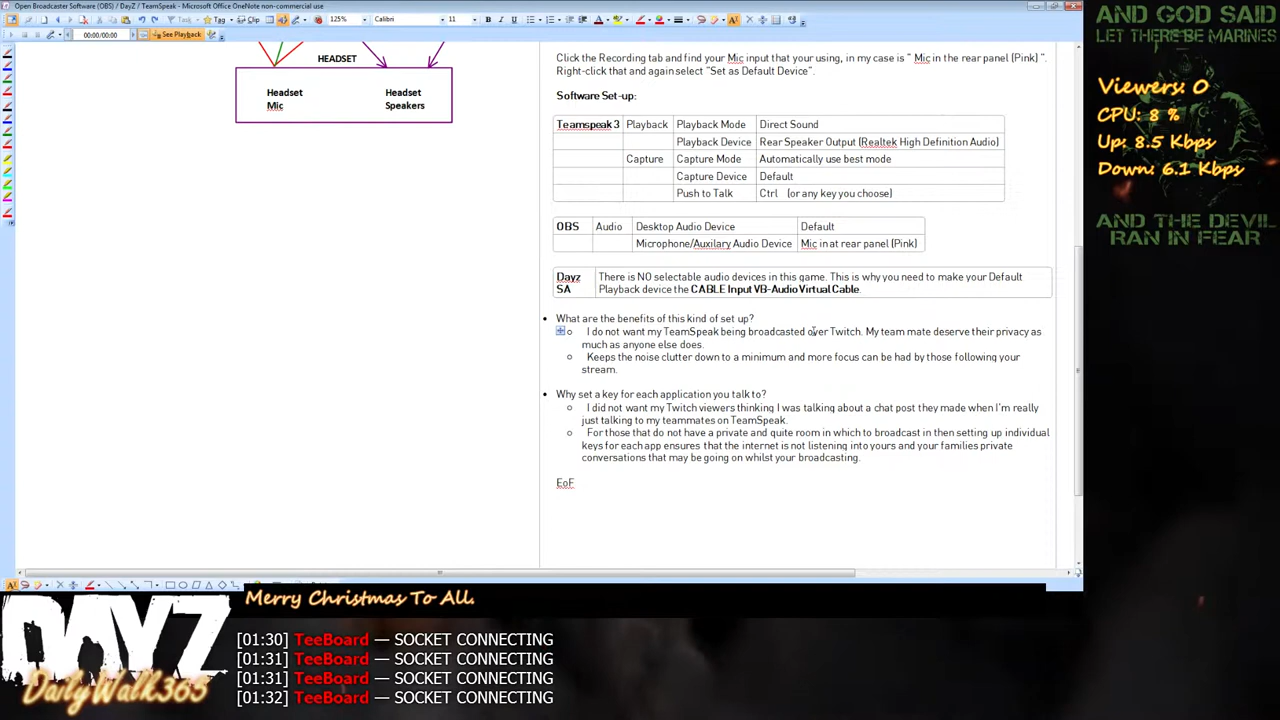 Open Broadcaster Software (OBS) / DayZ / TeamSpeak - Microsoft Office OneNote non-commercial use
Tag
Clip
125%
Calibri
11
00:00/00:00
See Playback
HEADSET
Headset
Mic
Headset
Speakers
Click the Recording tab and find your Mic input that your using, in my case is " Mic in the rear panel (Pink) ".
Right-click that and again select "Set as Default Device".
Software Set-up:
Teamspeak 3 Playback Playback Mode Direct Sound
Playback Device Rear Speaker Output (Realtek High Definition Audio)
Capture Capture Mode Automatically use best mode
Capture Device Default
Push to Talk Ctrl (or any key you choose)
OBS Audio Desktop Audio Device Default
Microphone/Auxilary Audio Device Mic in at rear panel (Pink)
Dayz There is NO selectable audio devices in this game. This is why you need to make your Default
SA Playback device the CABLE Input VB-Audio Virtual Cable.
What are the benefits of this kind of set up?
I do not want my TeamSpeak being broadcasted over Twitch. My team mate deserve their privacy as
much as anyone else does.
Keeps the noise clutter down to a minimum and more focus can be had by those following your
stream.
Why set a key for each application you talk to?
I did not want my Twitch viewers thinking I was talking about a chat post they made when I'm really
just talking to my teammates on TeamSpeak.
For those that do not have a private and quite room in which to broadcast in then setting up individual
keys for each app ensures that the internet is not listening into yours and your families private
conversations that may be going on whilst your broadcasting.
EoF
AND GOD SAID
LET THERE BE MARINES
Viewers: 0
CPU: 8 %
Up: 8.5 Kbps
Down: 6.1 Kbps
AND THE DEVIL
RAN IN FEAR
Merry Christmas To All.
DAYZ
DailyWalk365
[01:30] TeeBoard — SOCKET CONNECTING
[01:31] TeeBoard — SOCKET CONNECTING
[01:31] TeeBoard — SOCKET CONNECTING
[01:32] TeeBoard — SOCKET CONNECTING